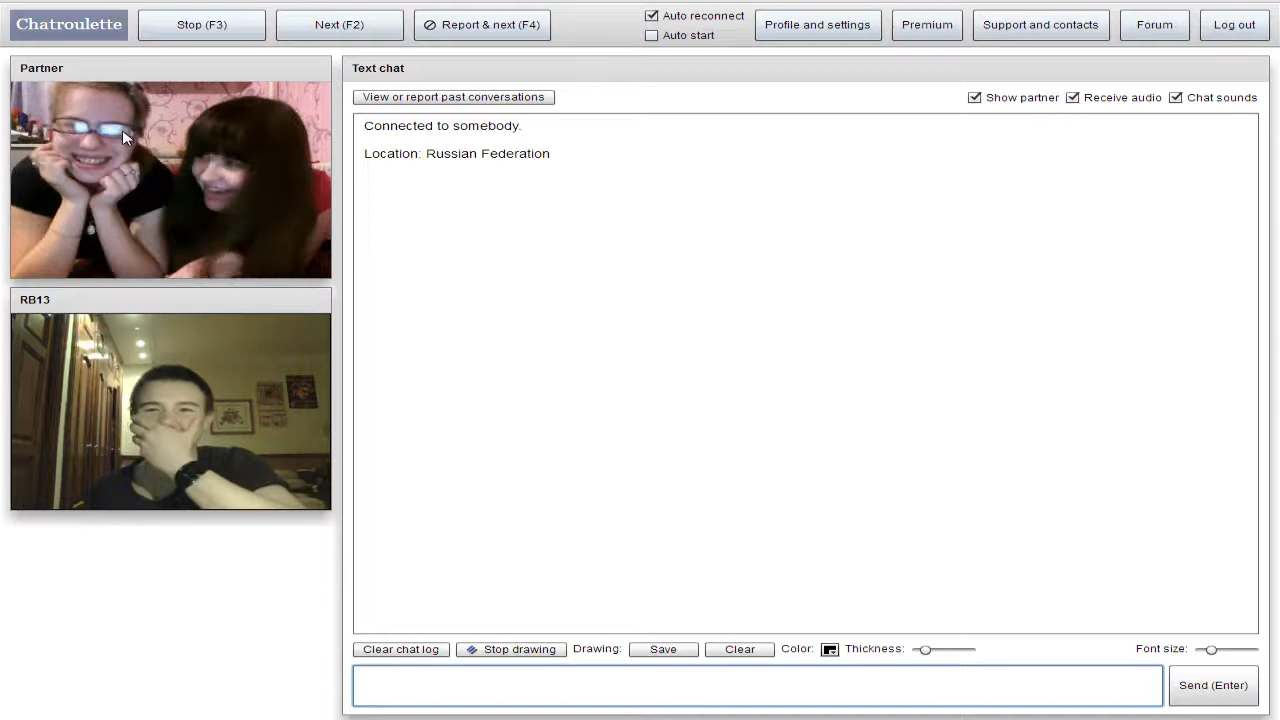 Chatroulette
Stop (F3)
Next (F2)
Report & next (F4)
Auto reconnect
Auto start
Profile and settings
Premium
Support and contacts
Forum
Log out
Partner
RB13
Text chat
View or report past conversations
Show partner
Receive audio
Chat sounds
Connected to somebody.
Location: Russian Federation
Clear chat log
Stop drawing
Drawing:
Save
Clear
Color:
Thickness:
Font size:
Send (Enter)